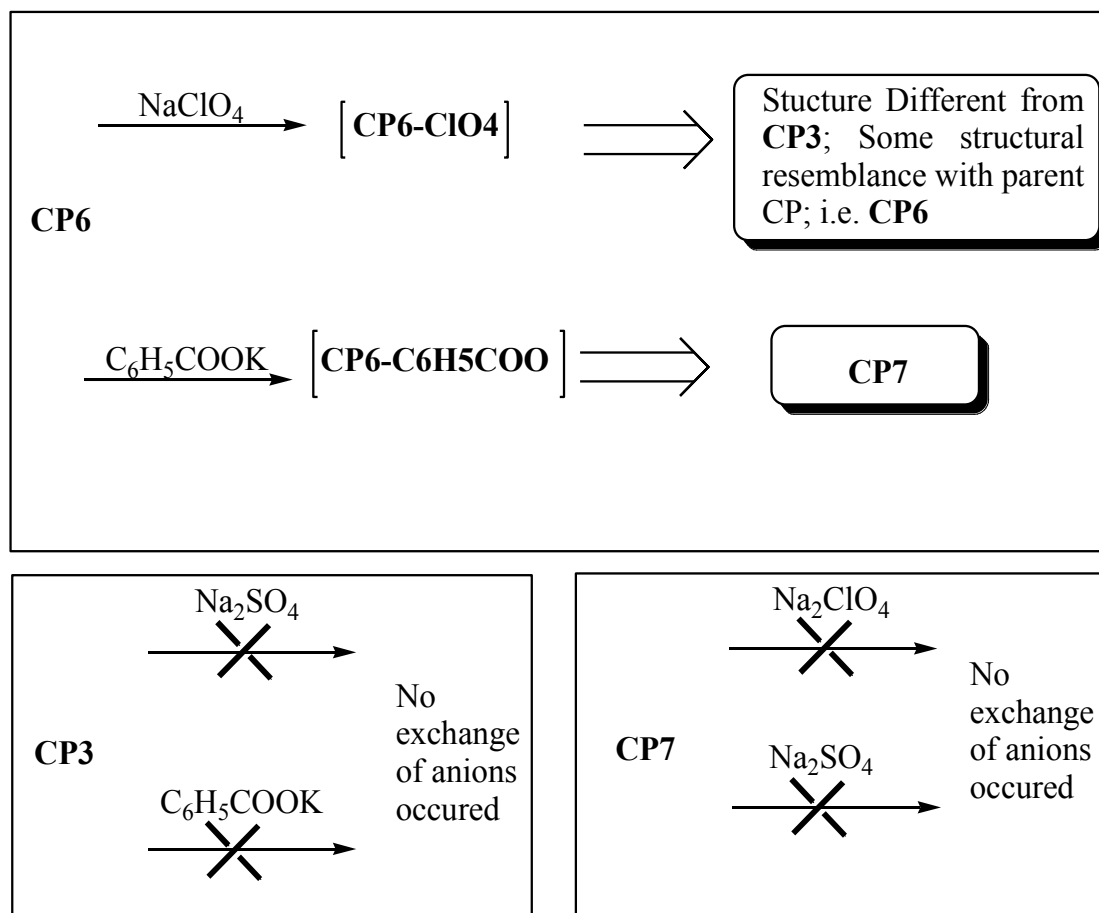 NaClO4
[CP6-ClO4]
Stucture Different from
CP3; Some structural
resemblance with parent
CP; i.e. CP6
CP6
C6H5COOK
[CP6-C6H5COO]
CP7
Na2SO4
No
exchange
of anions
occured
CP3
C6H5COOK
Na2ClO4
No
exchange
of anions
occured
CP7
Na2SO4